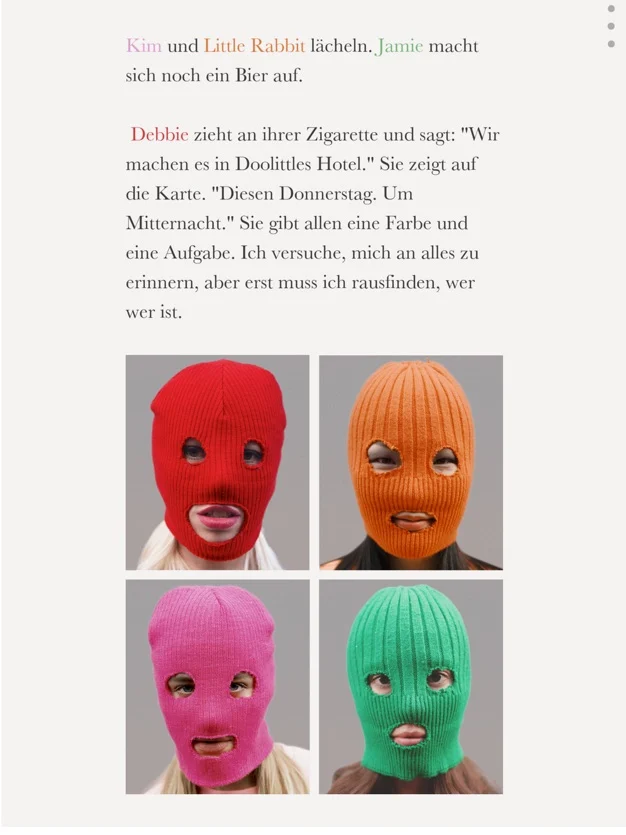 Kim und Little Rabbit lächeln. Jamie macht
sich noch ein Bier auf.
Debbie zieht an ihrer Zigarette und sagt: "Wir
machen es in Doolittles Hotel." Sie zeigt auf
die Karte. "Diesen Donnerstag. Um
Mitternacht." Sie gibt allen eine Farbe und
eine Aufgabe. Ich versuche, mich an alles zu
erinnern, aber erst muss ich rausfinden, wer
wer ist.